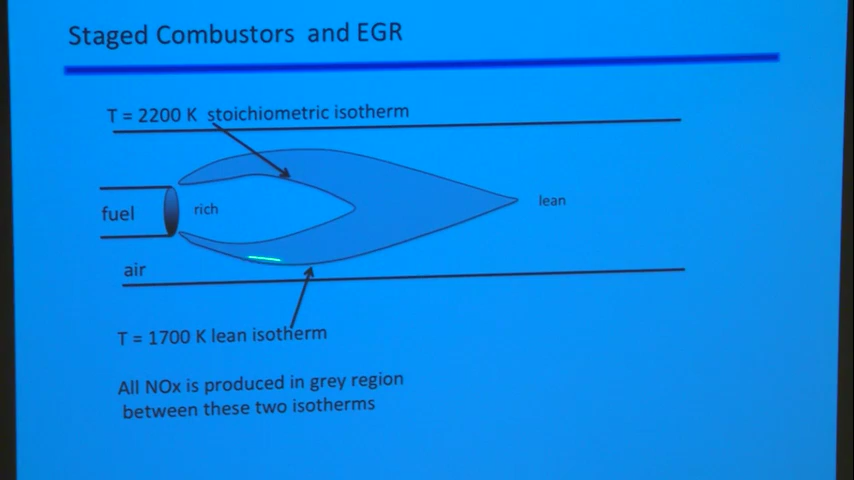 Staged Combustors and EGR
T = 2200 K stoichiometric isotherm
fuel
rich
lean
air
T = 1700 K lean isotherm
All NOx is produced in grey region
between these two isotherms